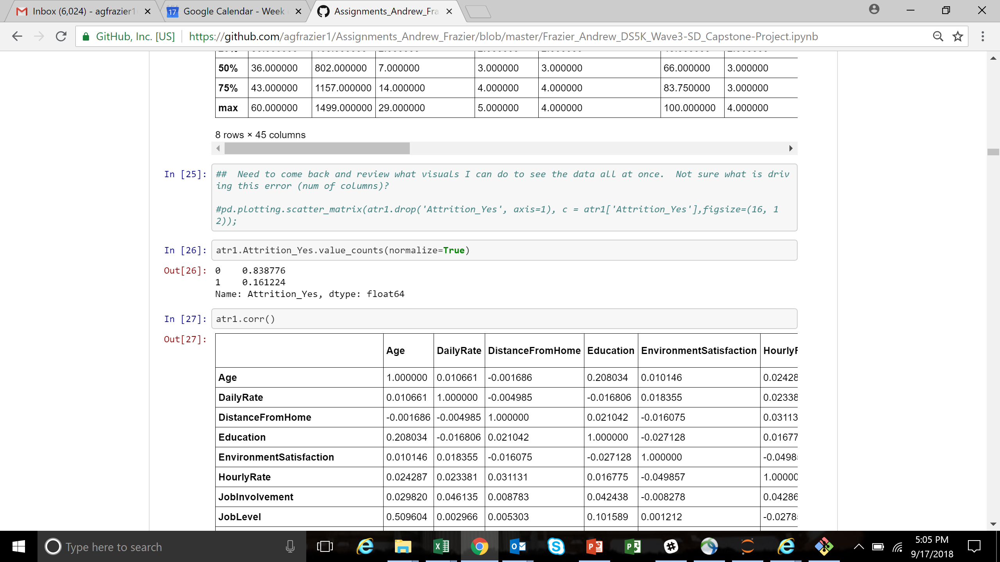 Inbox (6,024) - agfrazier1
Google Calendar - Week
Assignments_Andrew_Fra
GitHub, Inc. [US]
https://github.com/agfrazier1/Assignments_Andrew_Frazier/blob/master/Frazier_Andrew_DS5K_Wave3-SD_Capstone-Project.ipynb
50% 36.000000 802.000000 7.000000 3.000000 3.000000 66.000000 3.000000
75% 43.000000 1157.000000 14.000000 4.000000 4.000000 83.750000 3.000000
max 60.000000 1499.000000 29.000000 5.000000 4.000000 100.000000 4.000000
8 rows × 45 columns
In [25]: ##  Need to come back and review what visuals I can do to see the data all at once.  Not sure what is driv
ing this error (num of columns)?
#pd.plotting.scatter_matrix(atr1.drop('Attrition_Yes', axis=1), c = atr1['Attrition_Yes'],figsize=(16, 1
2));
In [26]: atr1.Attrition_Yes.value_counts(normalize=True)
Out[26]: 0    0.838776
1    0.161224
Name: Attrition_Yes, dtype: float64
In [27]: atr1.corr()
Out[27]:
Age DailyRate DistanceFromHome Education EnvironmentSatisfaction HourlyR
Age 1.000000 0.010661 -0.001686 0.208034 0.010146 0.02428
DailyRate 0.010661 1.000000 -0.004985 -0.016806 0.018355 0.02338
DistanceFromHome -0.001686 -0.004985 1.000000 0.021042 -0.016075 0.03113
Education 0.208034 -0.016806 0.021042 1.000000 -0.027128 0.01677
EnvironmentSatisfaction 0.010146 0.018355 -0.016075 -0.027128 1.000000 -0.0498
HourlyRate 0.024287 0.023381 0.031131 0.016775 -0.049857 1.00000
JobInvolvement 0.029820 0.046135 0.008783 0.042438 -0.008278 0.04286
JobLevel 0.509604 0.002966 0.005303 0.101589 0.001212 -0.0278
Type here to search
5:05 PM
9/17/2018